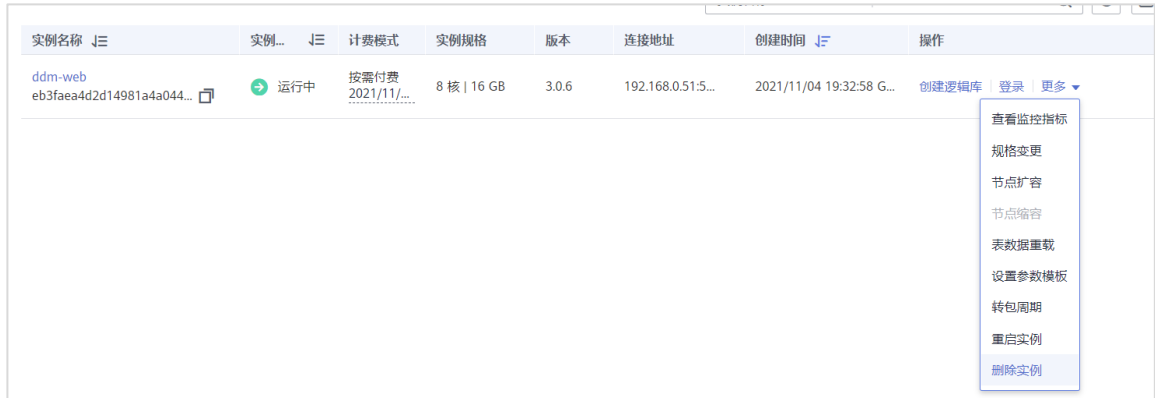 实例名称 实例... 计费模式 实例规格 版本 连接地址 创建时间 操作
ddm-web
eb3faea4d2d14981a4a044...
运行中
按需付费
2021/11/...
8 核 | 16 GB
3.0.6
192.168.0.51:5...
2021/11/04 19:32:58 G...
创建逻辑库 | 登录 | 更多
查看监控指标
规格变更
节点扩容
节点缩容
表数据重载
设置参数模板
转包周期
重启实例
删除实例